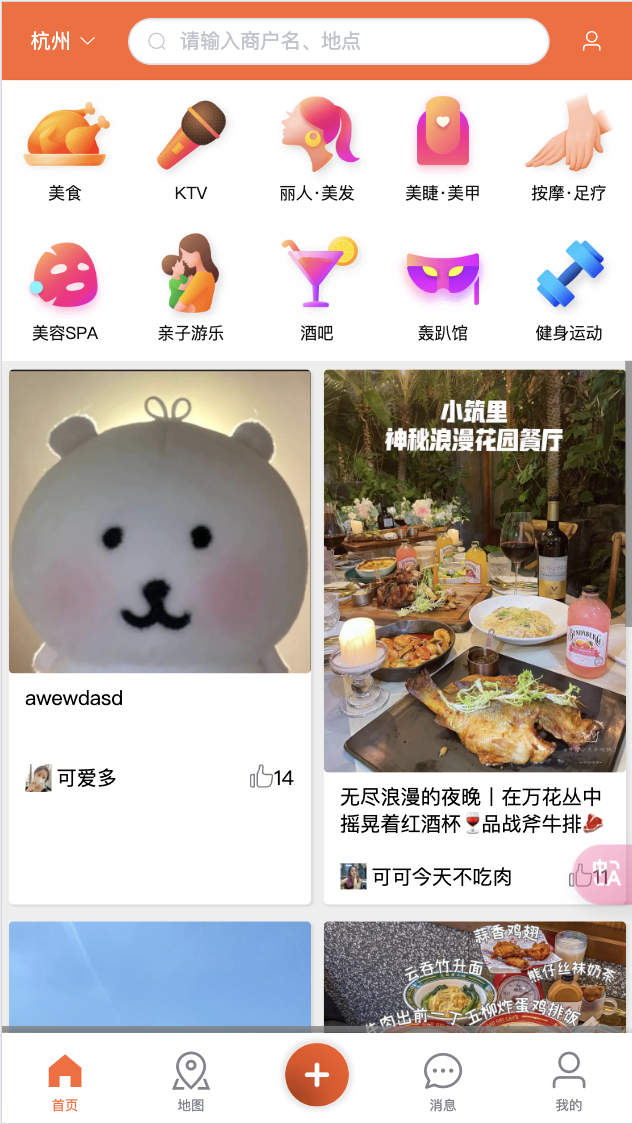 杭州
请输入商户名、地点
美食
KTV
丽人·美发
美睫·美甲
按摩·足疗
美容SPA
亲子游乐
酒吧
轰趴馆
健身运动
小筑里
神秘浪漫花园餐厅
BUNDABERG
awewdasd
可爱多
14
无尽浪漫的夜晚丨在万花丛中
摇晃着红酒杯🍷品战斧牛排🥩
可可今天不吃肉
11
中
A
蒜香鸡翅
云吞竹升面
熊仔丝袜奶茶
牛肉出前一丁
五柳炸蛋鸡排饭
首页
地图
消息
我的